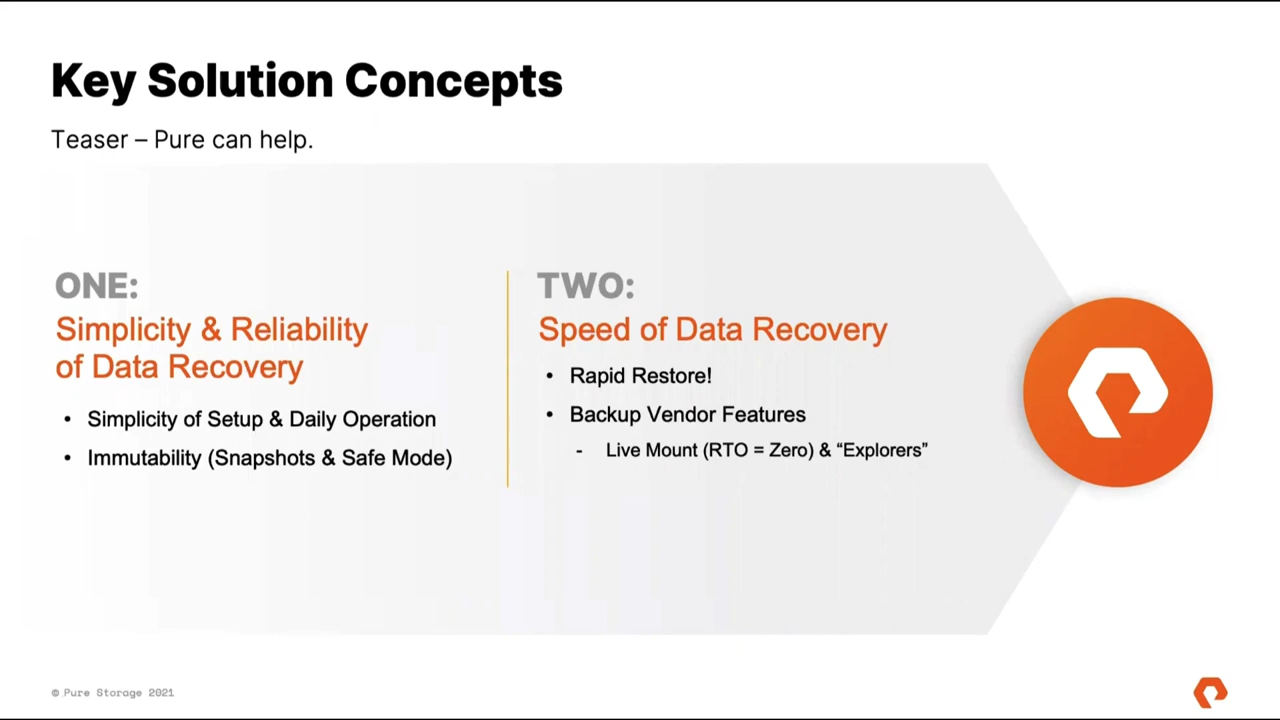 Key Solution Concepts
Teaser – Pure can help.
ONE:
Simplicity & Reliability
of Data Recovery
• Simplicity of Setup & Daily Operation
• Immutability (Snapshots & Safe Mode)
TWO:
Speed of Data Recovery
• Rapid Restore!
• Backup Vendor Features
- Live Mount (RTO = Zero) & “Explorers”
© Pure Storage 2021